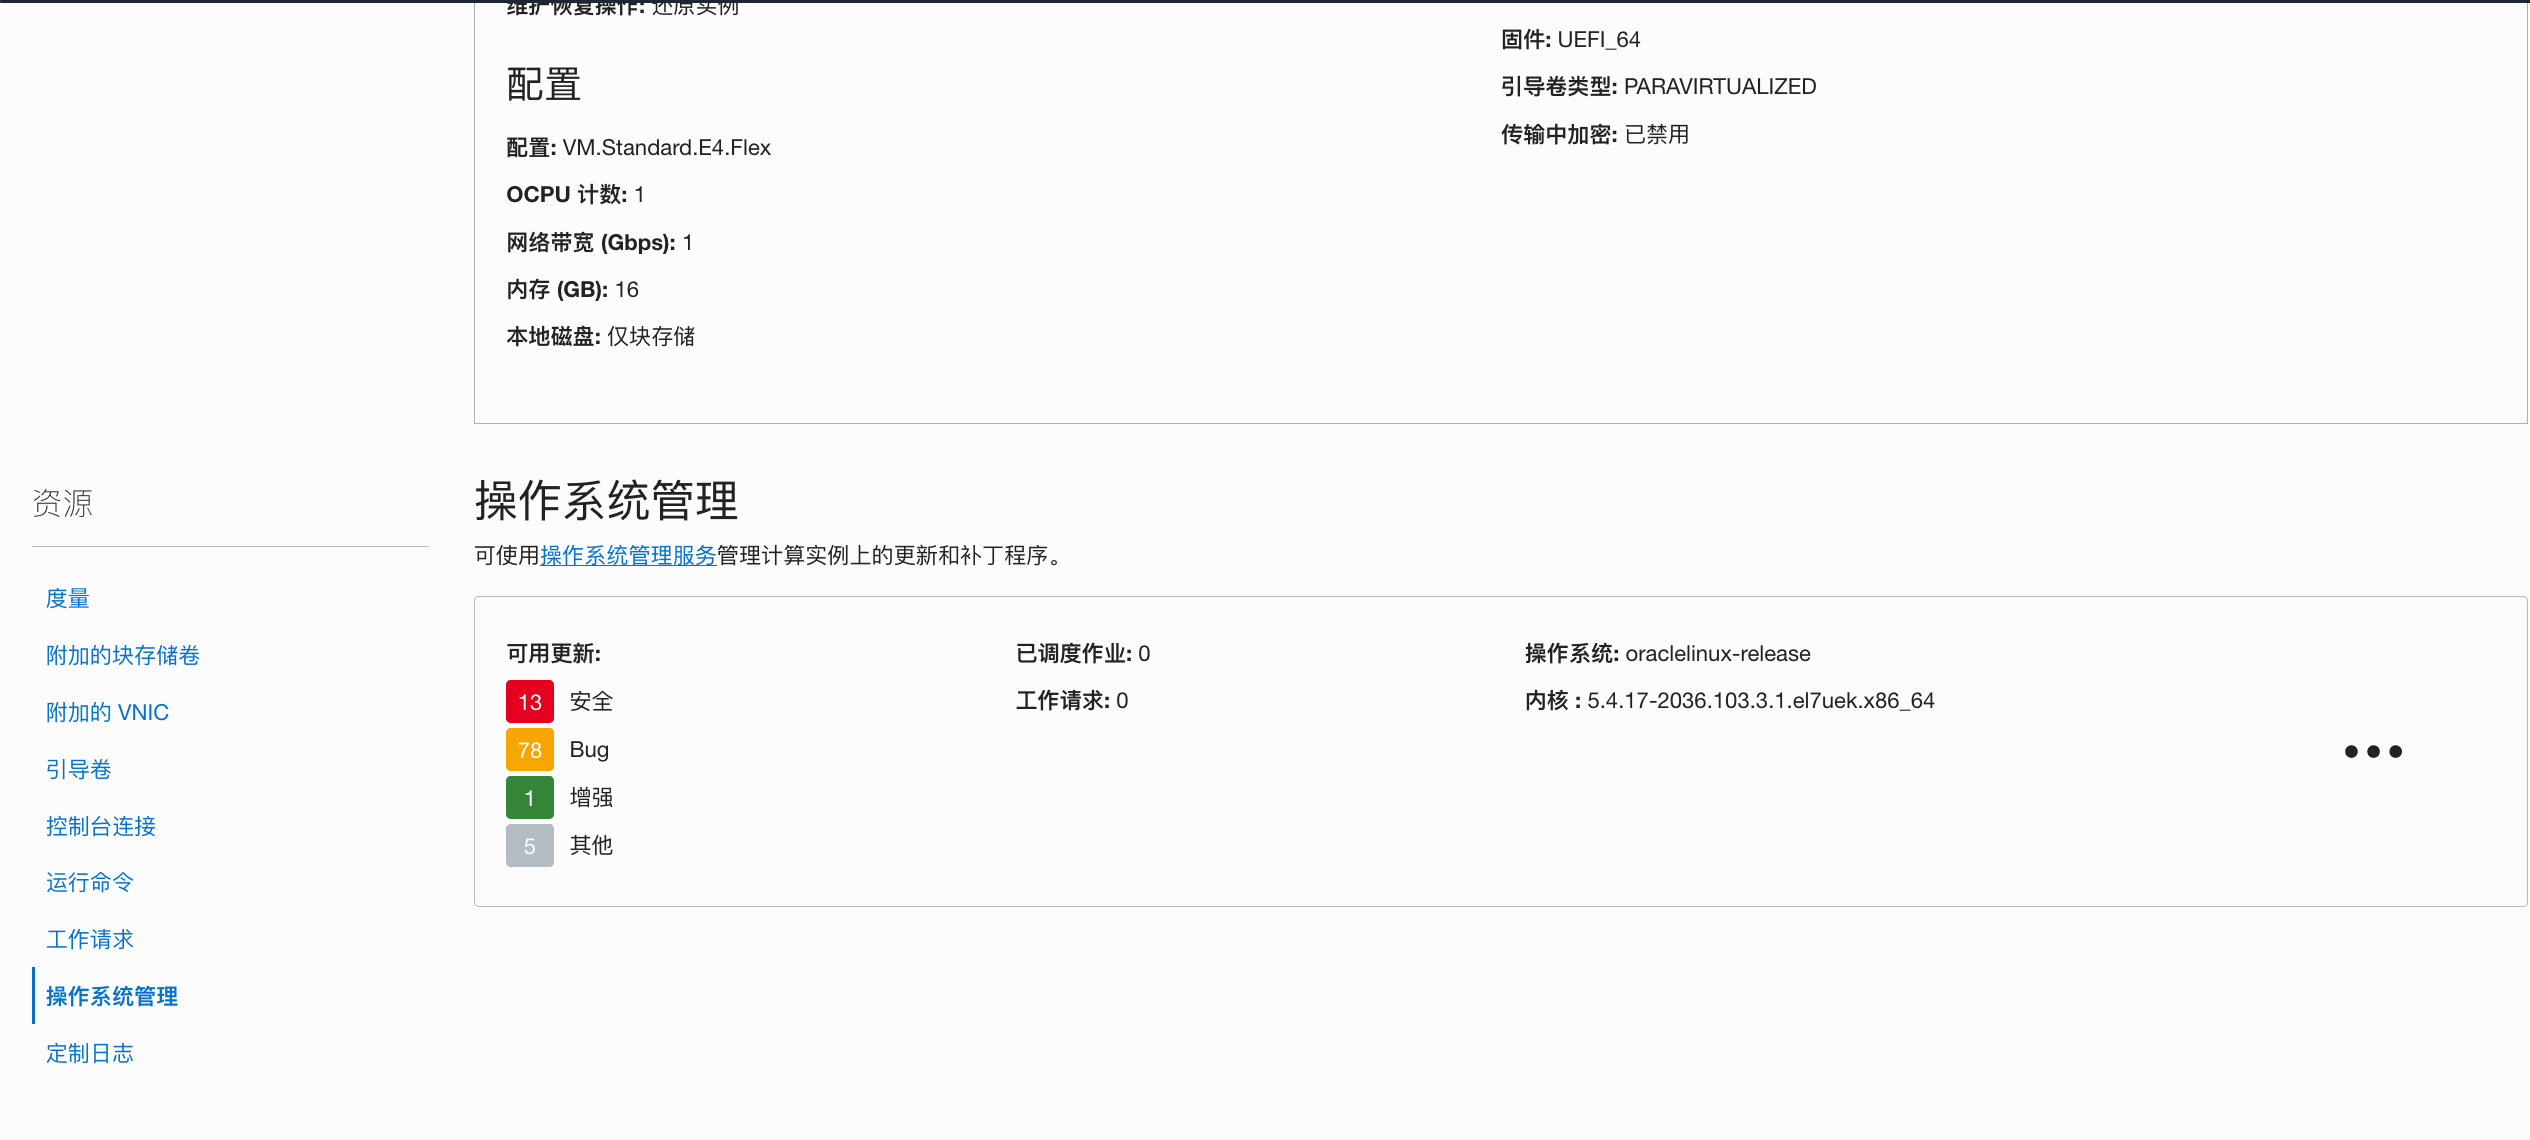 维护恢复操作: 还原实例
配置
配置: VM.Standard.E4.Flex
OCPU 计数: 1
网络带宽 (Gbps): 1
内存 (GB): 16
本地磁盘: 仅块存储
固件: UEFI_64
引导卷类型: PARAVIRTUALIZED
传输中加密: 已禁用
资源
度量
附加的块存储卷
附加的 VNIC
引导卷
控制台连接
运行命令
工作请求
操作系统管理
定制日志
操作系统管理
可使用操作系统管理服务管理计算实例上的更新和补丁程序。
可用更新:
13 安全
78 Bug
1 增强
5 其他
已调度作业: 0
工作请求: 0
操作系统: oraclelinux-release
内核 : 5.4.17-2036.103.3.1.el7uek.x86_64